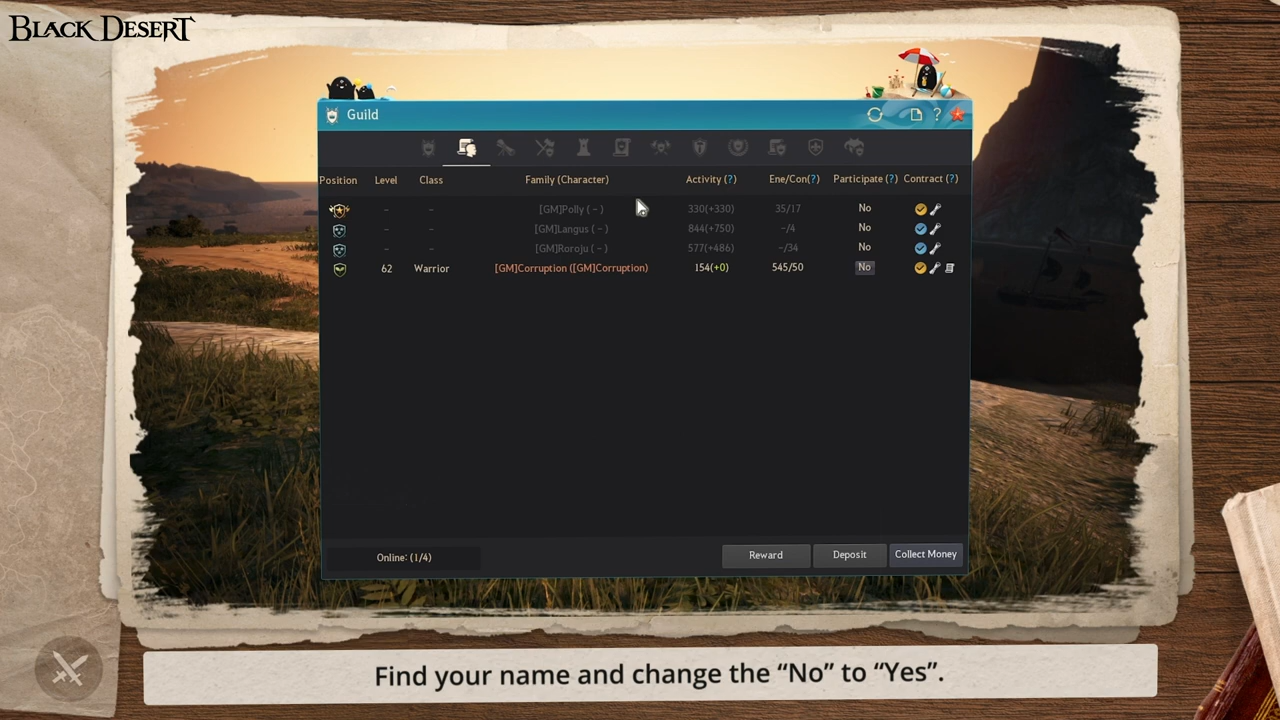 BLACK DESERT
Guild ?
Position Level Class Family (Character) Activity (?) Ene/Con(?) Participate (?) Contract (?)
– – [GM]Polly ( – ) 330(+330) 35/17 No
– – [GM]Langus ( – ) 844(+750) –/4 No
– – [GM]Roroju ( – ) 577(+486) –/34 No
62 Warrior [GM]Corruption ([GM]Corruption) 154(+0) 545/50 No
Online: (1/4) Reward Deposit Collect Money
Find your name and change the “No” to “Yes”.